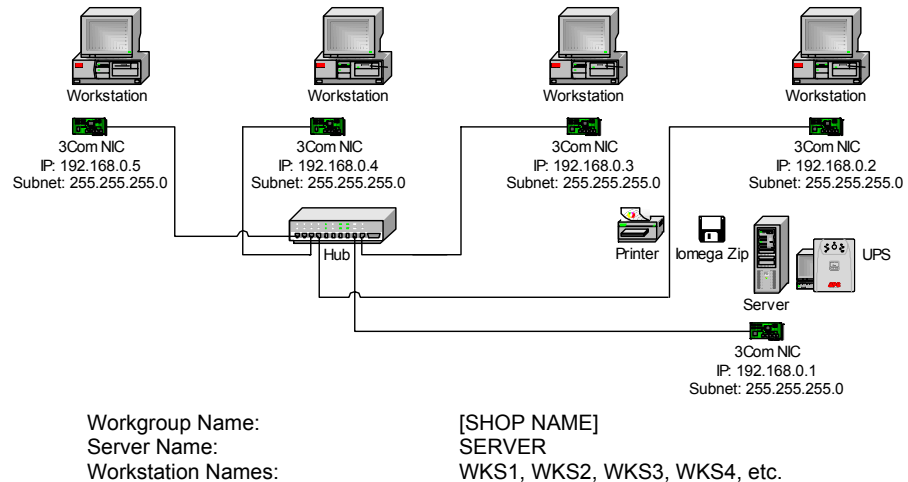 Workstation
Workstation
Workstation
Workstation
3Com NIC
IP: 192.168.0.5
Subnet: 255.255.255.0
3Com NIC
IP: 192.168.0.4
Subnet: 255.255.255.0
3Com NIC
IP: 192.168.0.3
Subnet: 255.255.255.0
3Com NIC
IP: 192.168.0.2
Subnet: 255.255.255.0
Hub
Printer
Iomega Zip
UPS
Server
3Com NIC
IP: 192.168.0.1
Subnet: 255.255.255.0
Workgroup Name: [SHOP NAME]
Server Name: SERVER
Workstation Names: WKS1, WKS2, WKS3, WKS4, etc.